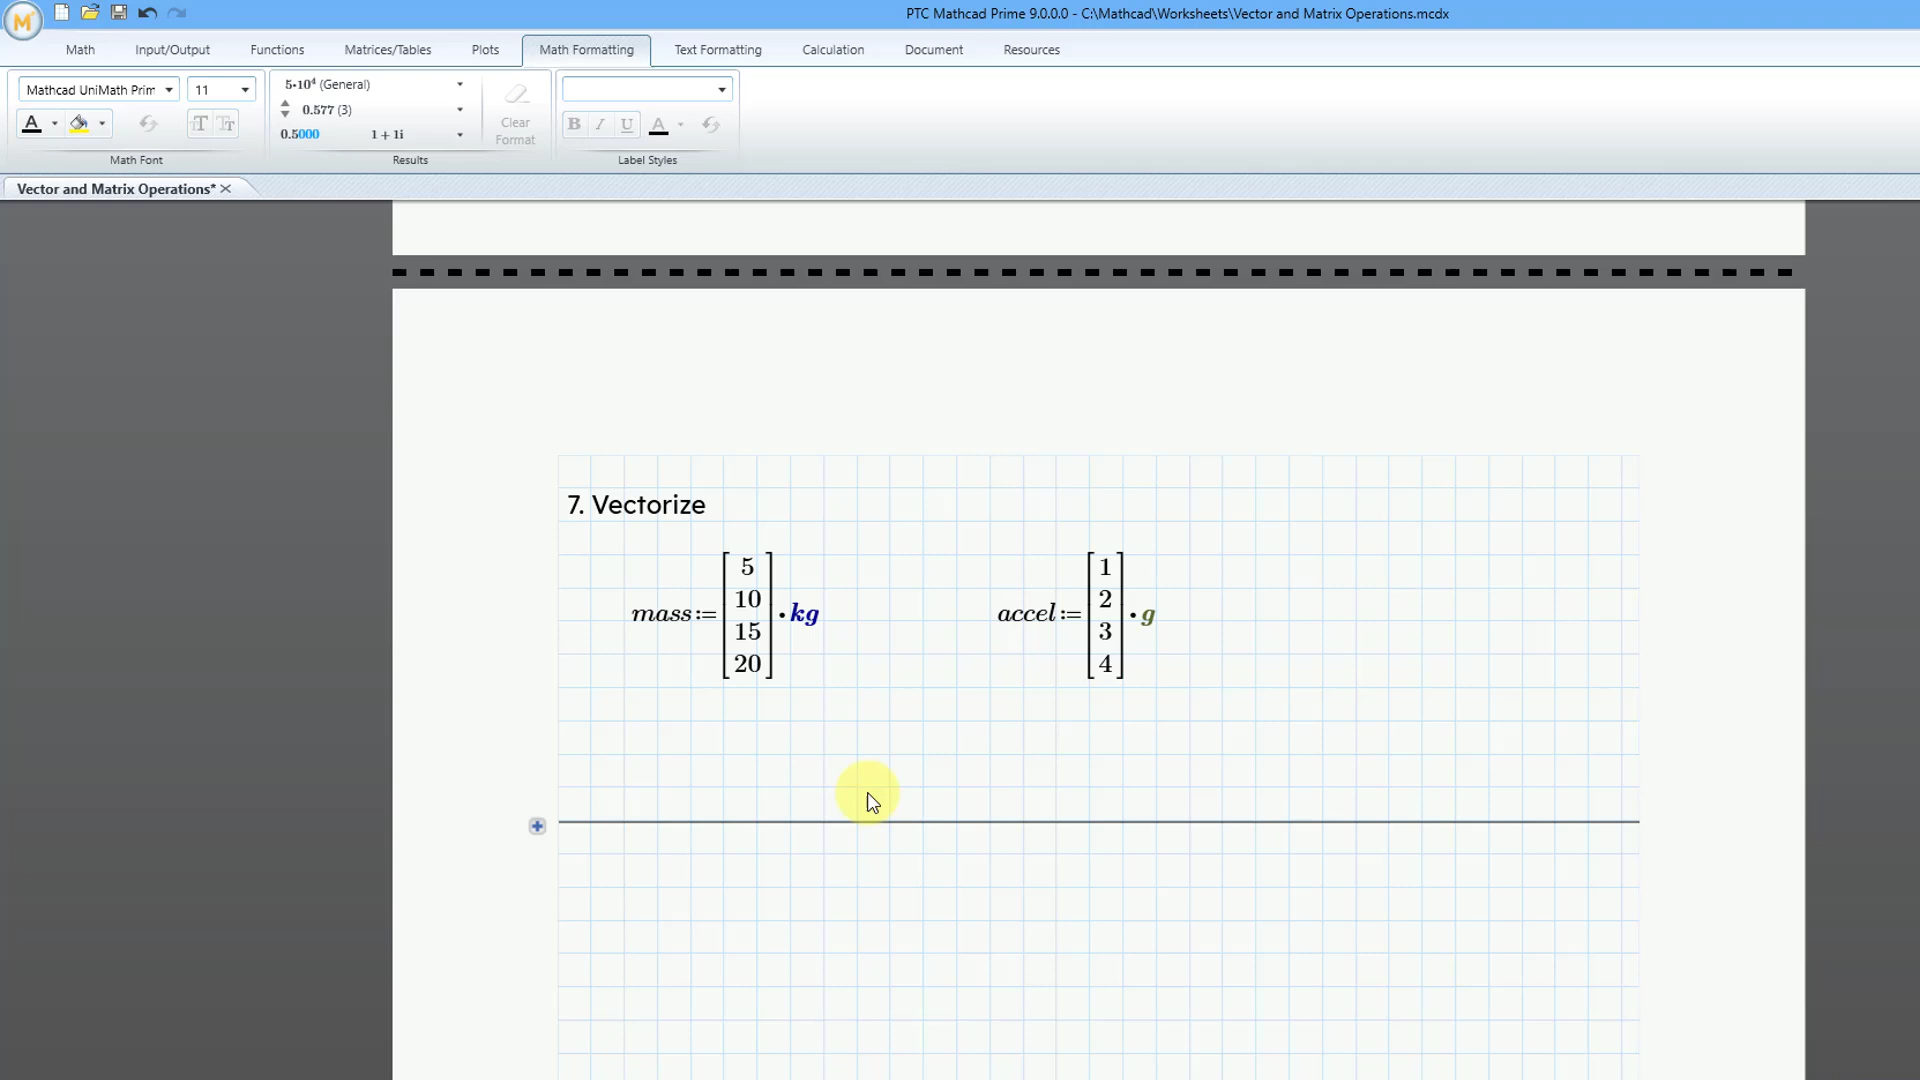 PTC Mathcad Prime 9.0.0.0 - C:\Mathcad\Worksheets\Vector and Matrix Operations.mcdx
Math Input/Output Functions Matrices/Tables Plots Math Formatting Text Formatting Calculation Document Resources
Mathcad UniMath Prim 11
5•10⁴ (General)
0.577 (3)
0.5000 1 + 1i
Clear
Format
B I U A
Math Font Results Label Styles
Vector and Matrix Operations*
7. Vectorize
mass := [5 10 15 20] • kg
accel := [1 2 3 4] • g